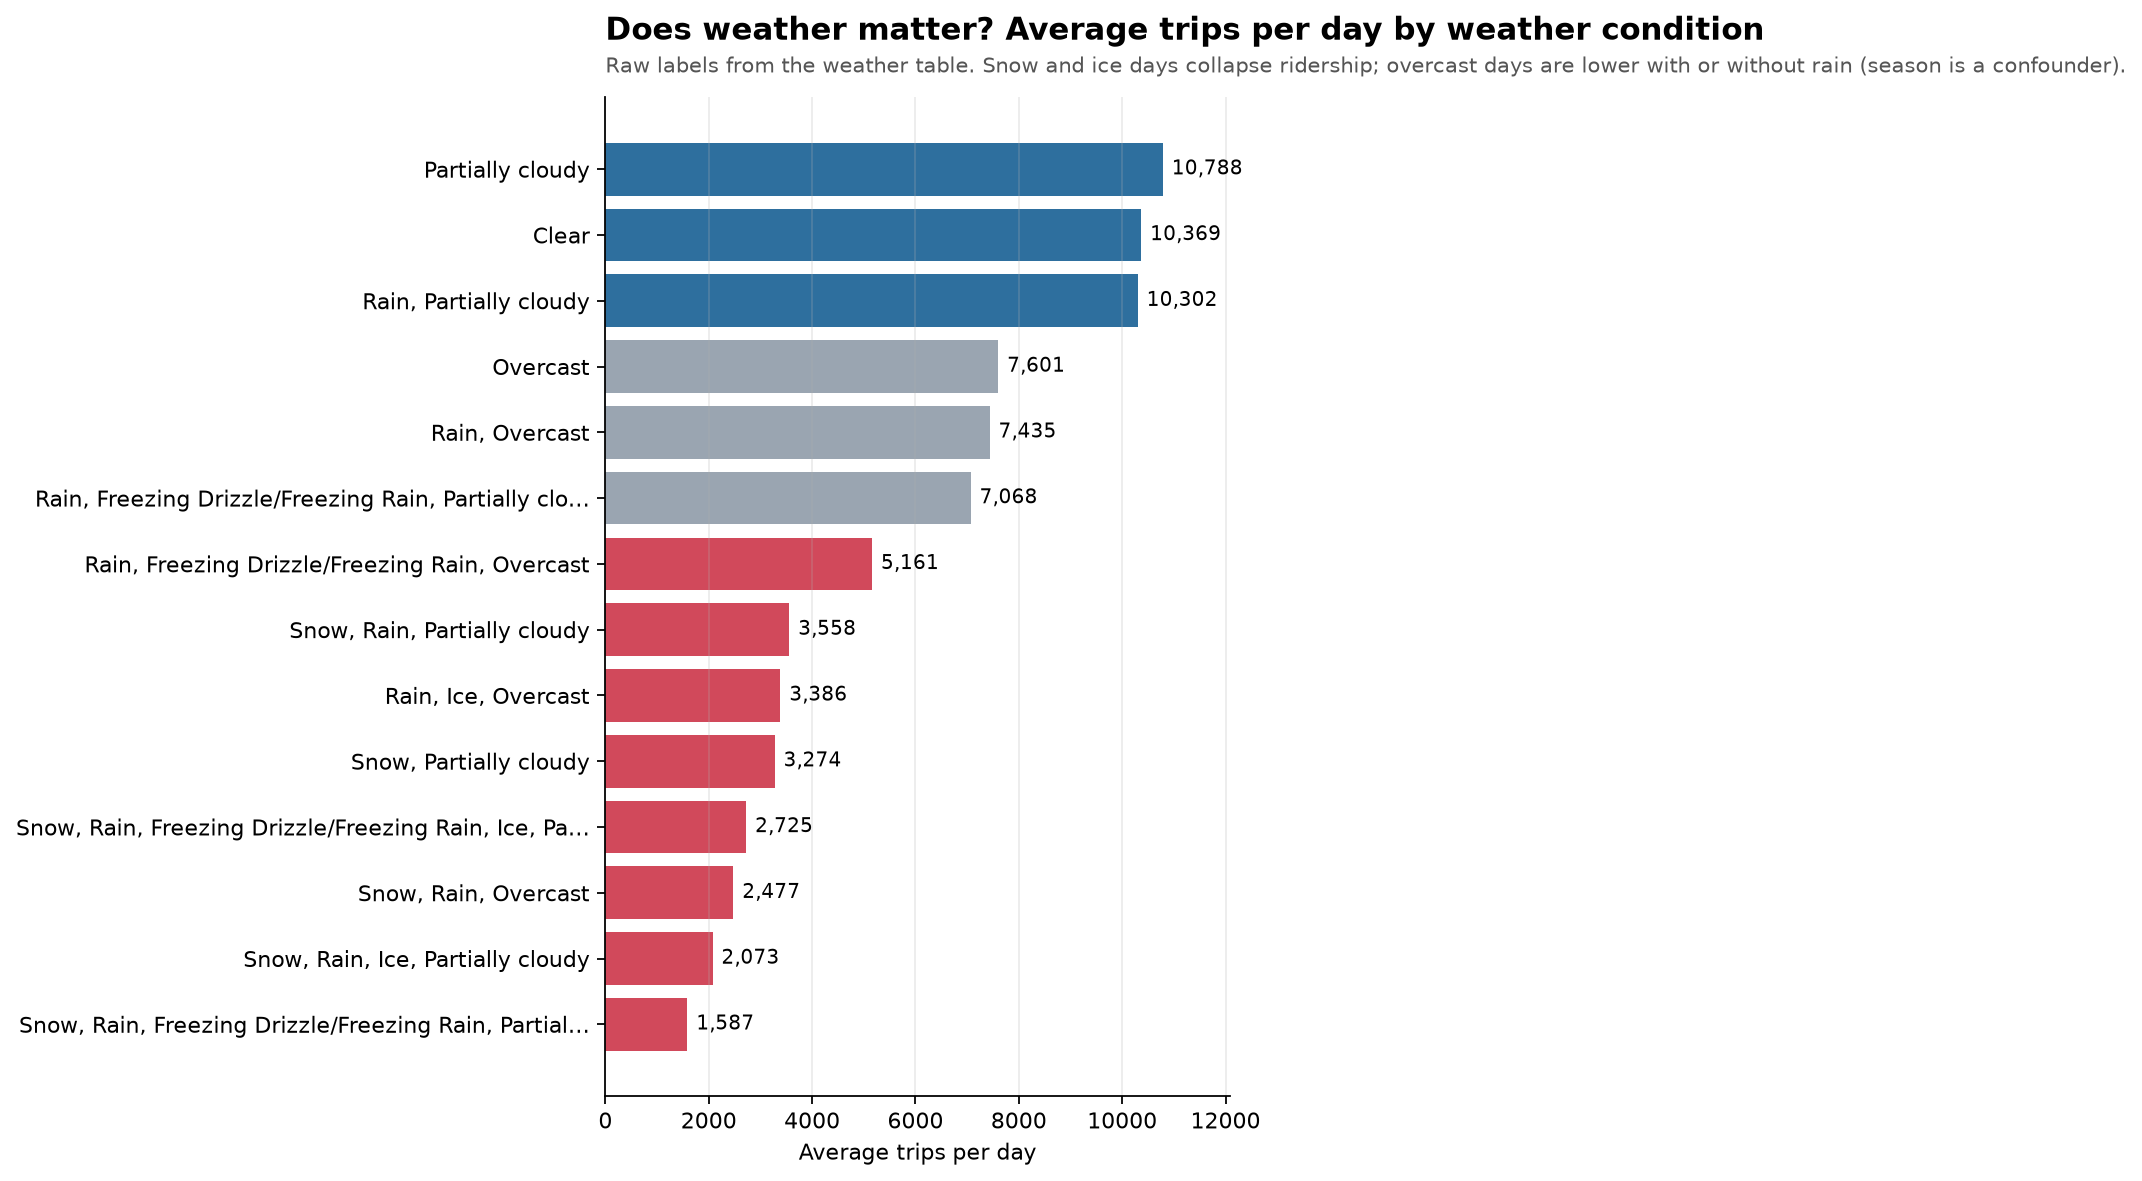 Does weather matter? Average trips per day by weather condition
Raw labels from the weather table. Snow and ice days collapse ridership; overcast days are lower with or without rain (season is a confounder).
Partially cloudy 10,788
Clear 10,369
Rain, Partially cloudy 10,302
Overcast 7,601
Rain, Overcast 7,435
Rain, Freezing Drizzle/Freezing Rain, Partially clo… 7,068
Rain, Freezing Drizzle/Freezing Rain, Overcast 5,161
Snow, Rain, Partially cloudy 3,558
Rain, Ice, Overcast 3,386
Snow, Partially cloudy 3,274
Snow, Rain, Freezing Drizzle/Freezing Rain, Ice, Pa… 2,725
Snow, Rain, Overcast 2,477
Snow, Rain, Ice, Partially cloudy 2,073
Snow, Rain, Freezing Drizzle/Freezing Rain, Partial… 1,587
0 2000 4000 6000 8000 10000 12000
Average trips per day